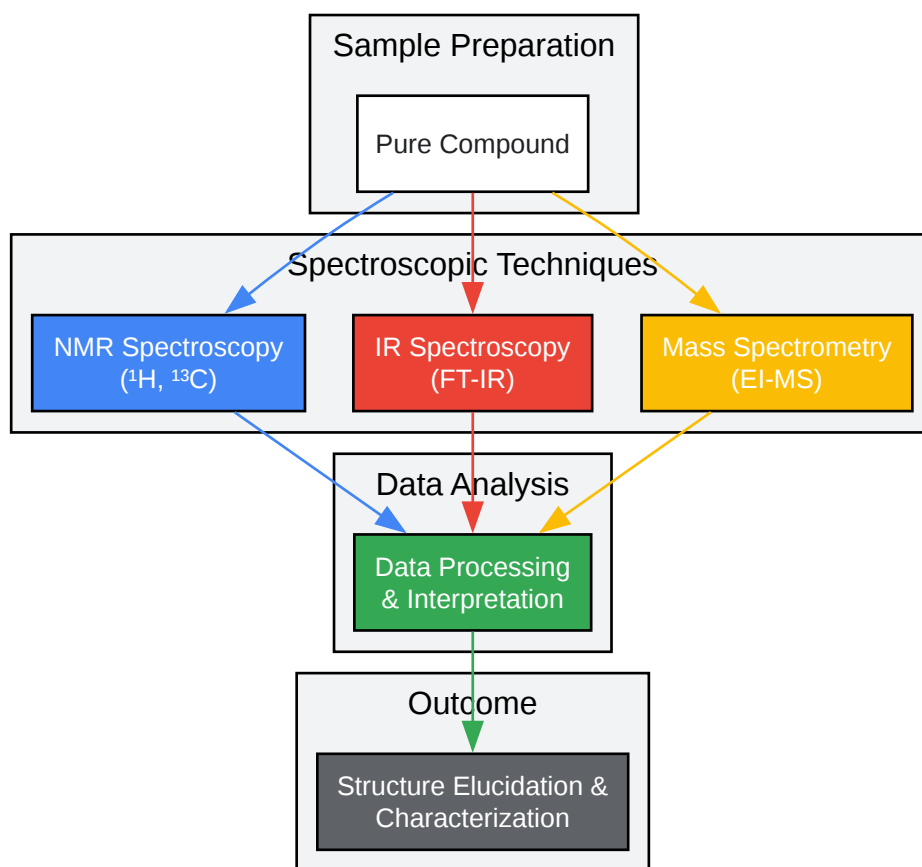 Sample Preparation
Pure Compound
Spectroscopic Techniques
NMR Spectroscopy
(¹H, ¹³C)
IR Spectroscopy
(FT-IR)
Mass Spectrometry
(EI-MS)
Data Analysis
Data Processing
& Interpretation
Outcome
Structure Elucidation &
Characterization